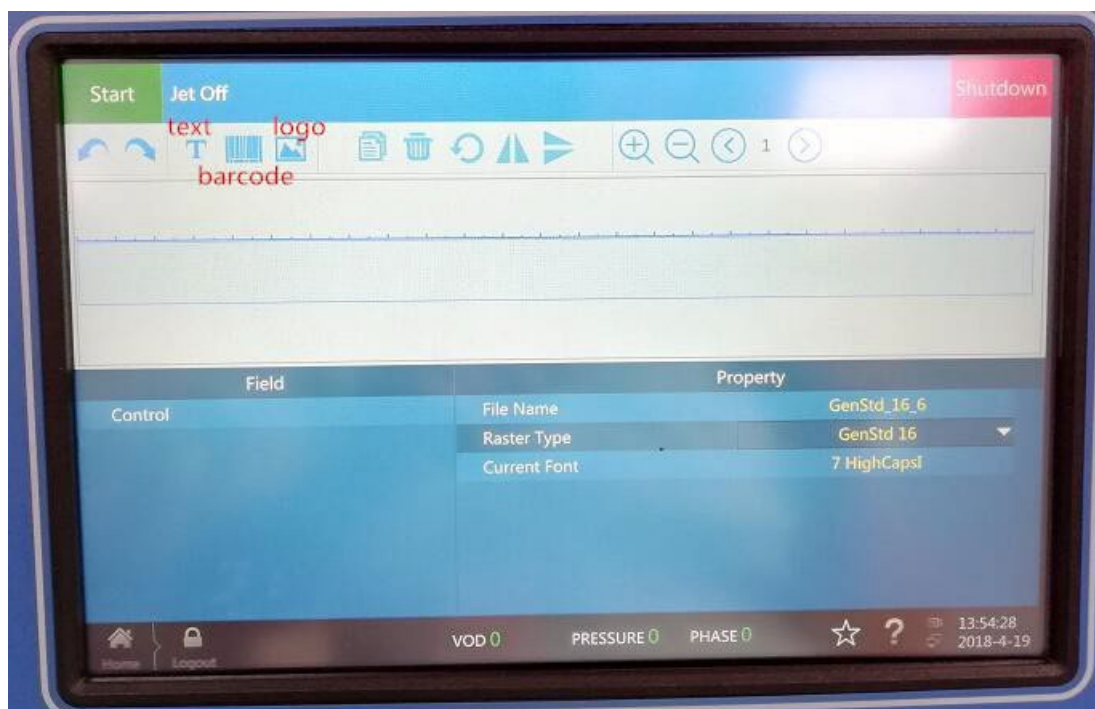 Start Jet Off Shutdown
text logo
T 1
barcode
Field Property
Control File Name GenStd_16_6
Raster Type GenStd 16
Current Font 7 HighCapsI
VOD 0 PRESSURE 0 PHASE 0 ? 13:54:28
Home Logout 2018-4-19